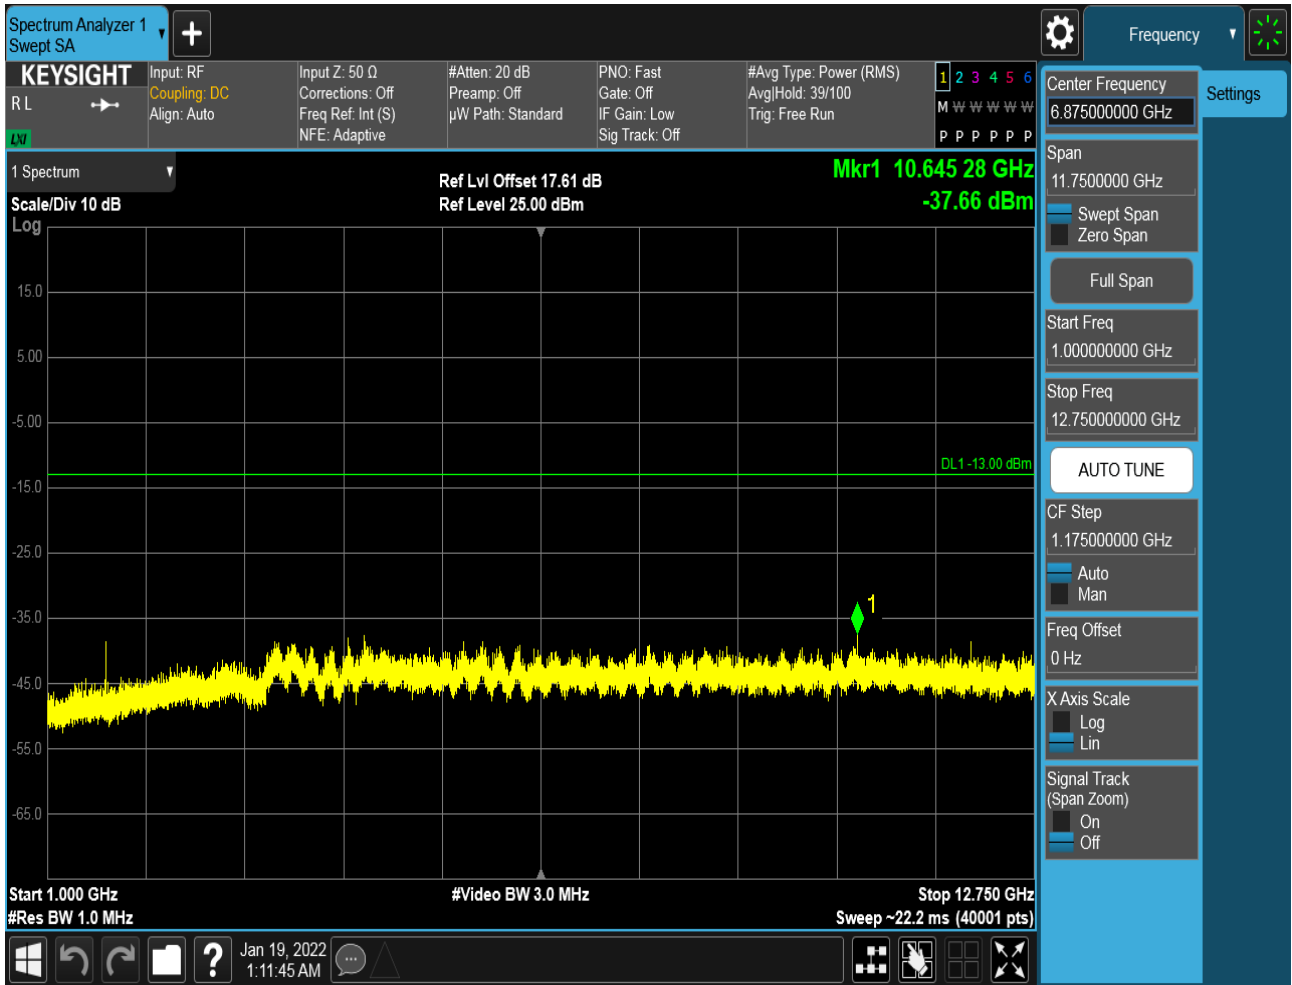 Spectrum Analyzer 1
Swept SA
Frequency
KEYSIGHT
R L
LXI
Input: RF
Coupling: DC
Align: Auto
Input Z: 50 Ω
Corrections: Off
Freq Ref: Int (S)
NFE: Adaptive
#Atten: 20 dB
Preamp: Off
µW Path: Standard
PNO: Fast
Gate: Off
IF Gain: Low
Sig Track: Off
#Avg Type: Power (RMS)
Avg|Hold: 39/100
Trig: Free Run
1 2 3 4 5 6
M W W W W W
P P P P P P
1 Spectrum
Scale/Div 10 dB
Log
Ref Lvl Offset 17.61 dB
Ref Level 25.00 dBm
Mkr1 10.645 28 GHz
-37.66 dBm
15.0
5.00
-5.00
-15.0
-25.0
-35.0
-45.0
-55.0
-65.0
DL1 -13.00 dBm
1
Start 1.000 GHz
#Res BW 1.0 MHz
#Video BW 3.0 MHz
Stop 12.750 GHz
Sweep ~22.2 ms (40001 pts)
Center Frequency
6.875000000 GHz
Settings
Span
11.7500000 GHz
Swept Span
Zero Span
Full Span
Start Freq
1.000000000 GHz
Stop Freq
12.750000000 GHz
AUTO TUNE
CF Step
1.175000000 GHz
Auto
Man
Freq Offset
0 Hz
X Axis Scale
Log
Lin
Signal Track
(Span Zoom)
On
Off
?
Jan 19, 2022
1:11:45 AM